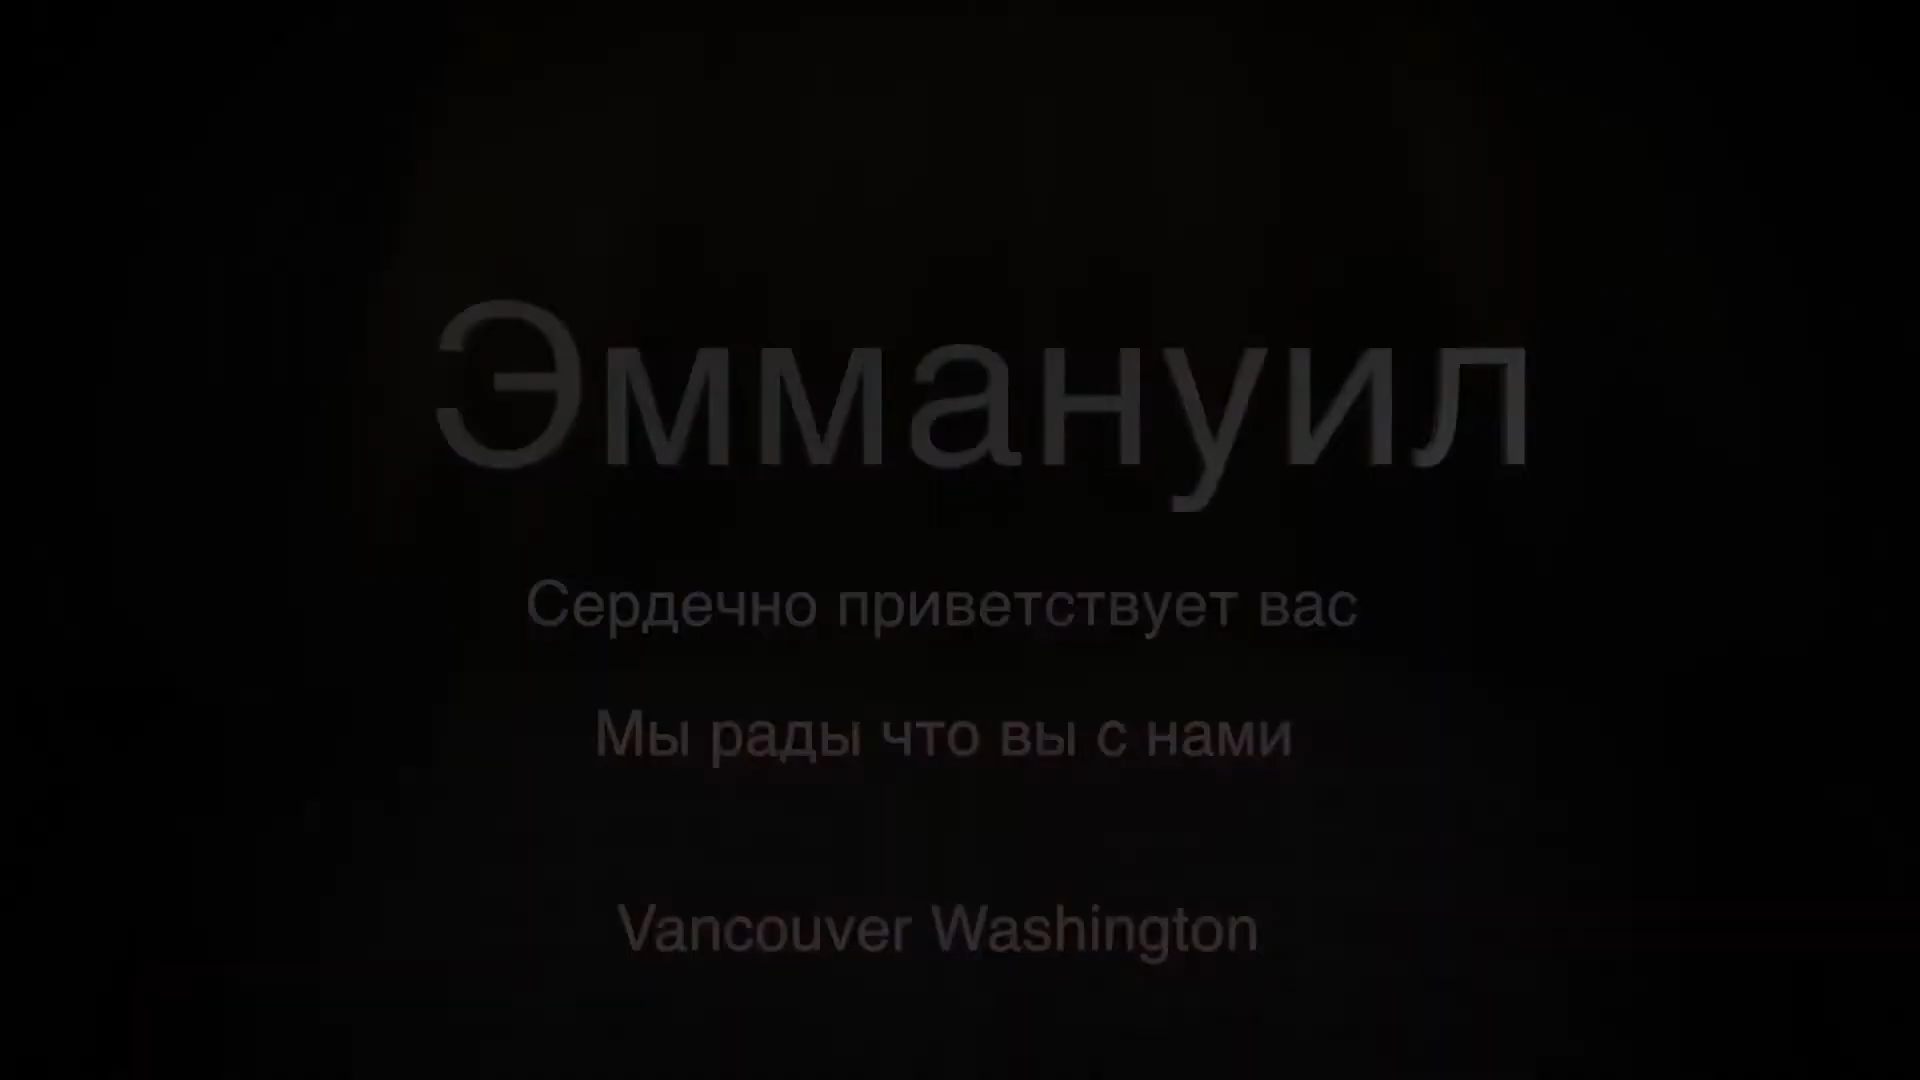 Эммануил
Сердечно приветствует вас
Мы рады что вы с нами
Vancouver Washington